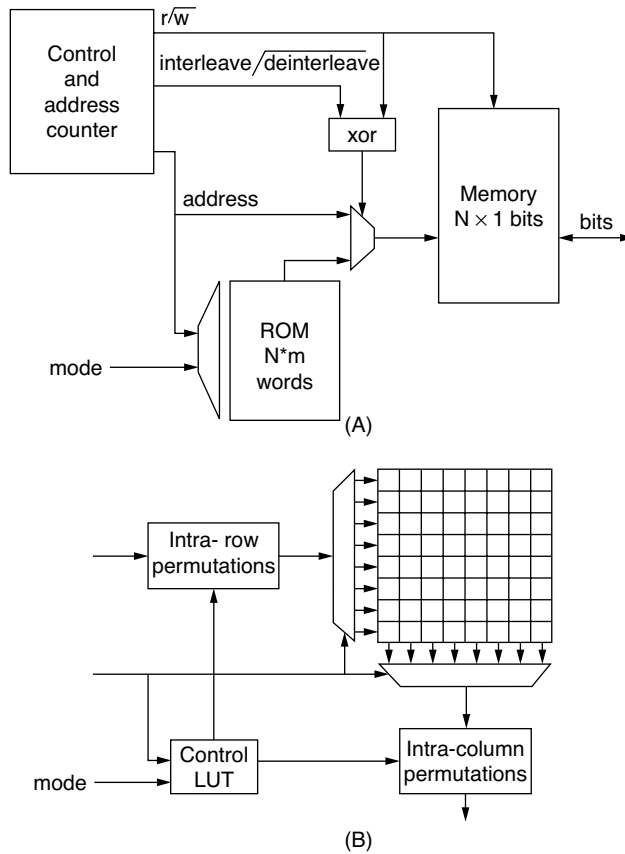 r/w
Control
and
address
counter
interleave/deinterleave
xor
address
Memory
N × 1 bits
bits
ROM
N*m
words
mode
(A)
Intra- row
permutations
Control
LUT
mode
Intra-column
permutations
(B)